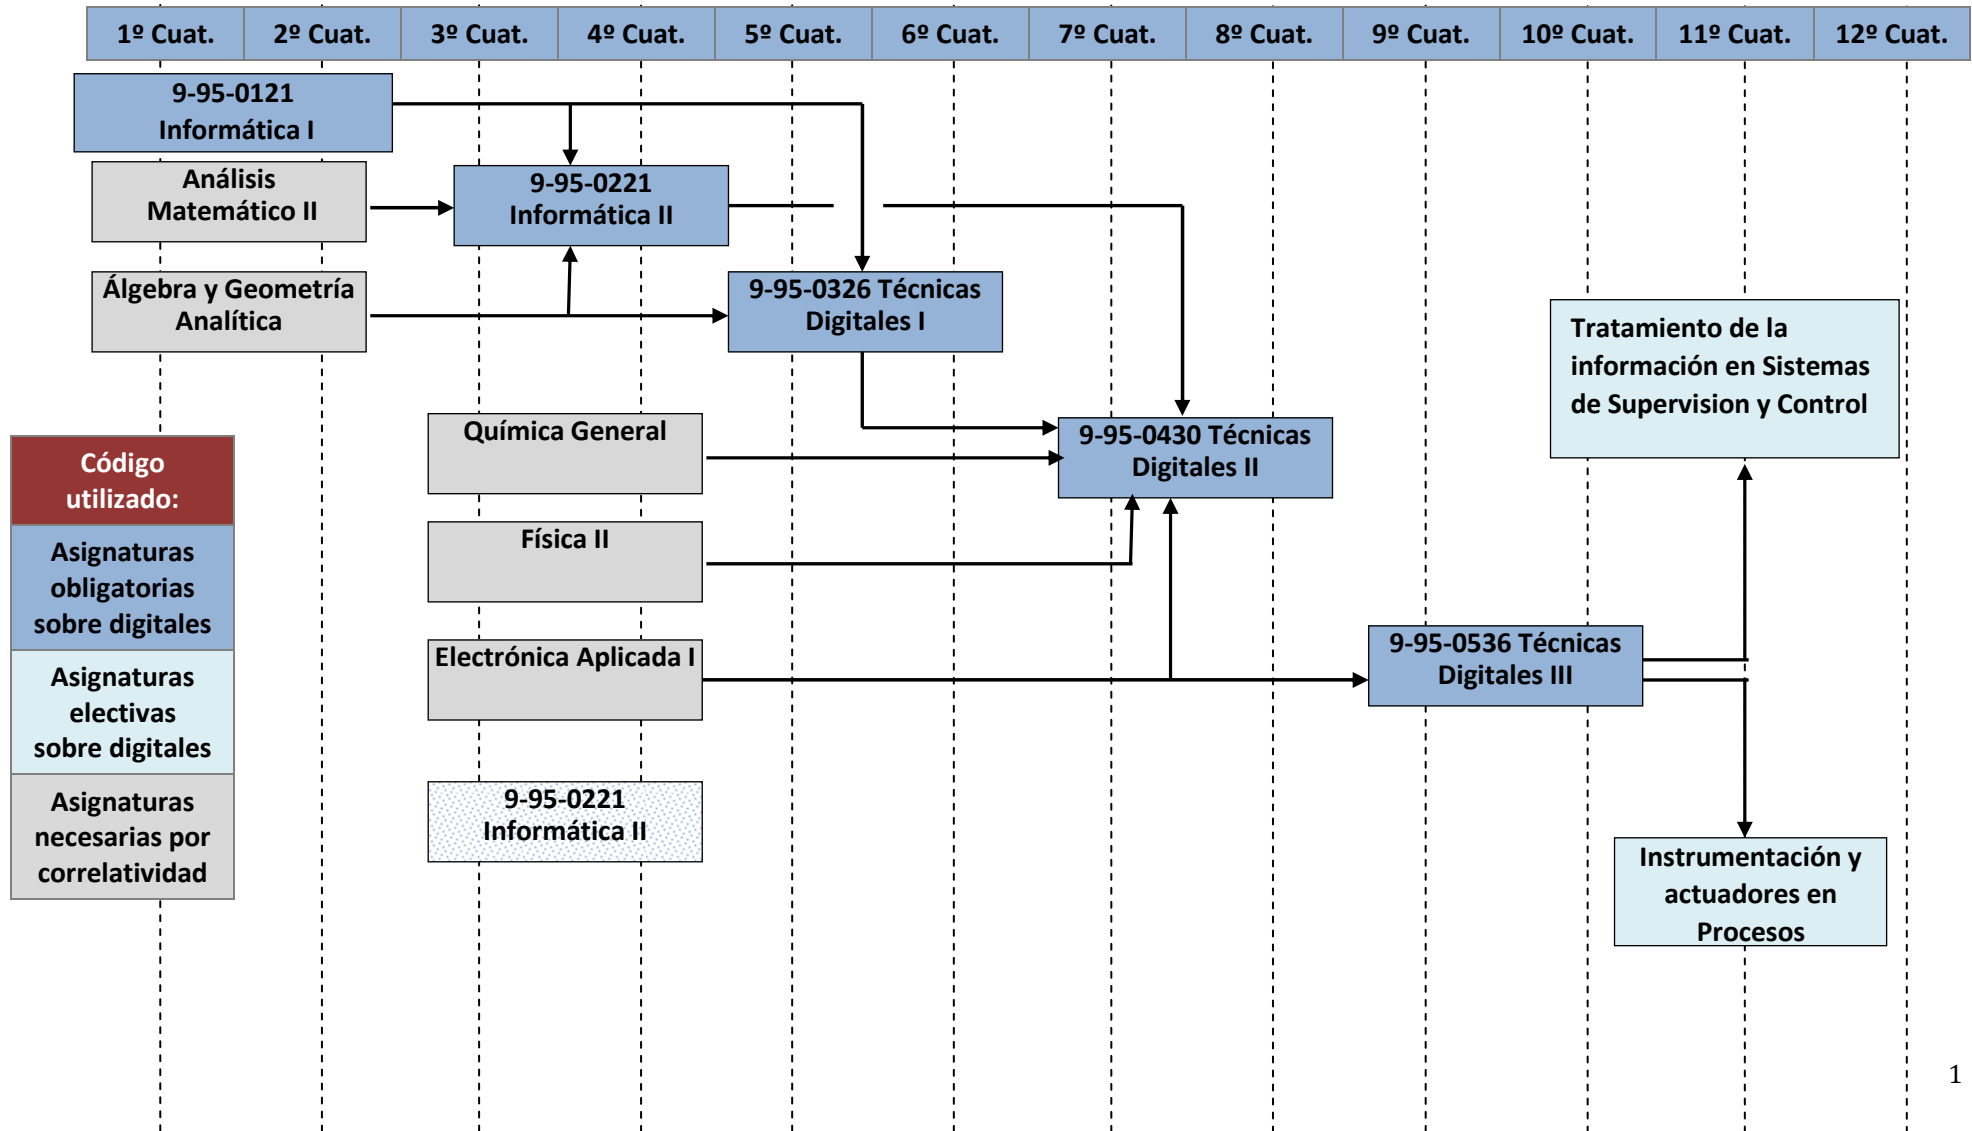 1º Cuat. 2º Cuat. 3º Cuat. 4º Cuat. 5º Cuat. 6º Cuat. 7º Cuat. 8º Cuat. 9º Cuat. 10º Cuat. 11º Cuat. 12º Cuat.
9-95-0121
Informática I
Análisis
Matemático II
9-95-0221
Informática II
Álgebra y Geometría
Analítica
9-95-0326 Técnicas
Digitales I
Tratamiento de la
información en Sistemas
de Supervision y Control
Química General
9-95-0430 Técnicas
Digitales II
Código
utilizado:
Asignaturas
obligatorias
sobre digitales
Asignaturas
electivas
sobre digitales
Asignaturas
necesarias por
correlatividad
Física II
Electrónica Aplicada I
9-95-0536 Técnicas
Digitales III
9-95-0221
Informática II
Instrumentación y
actuadores en
Procesos
1